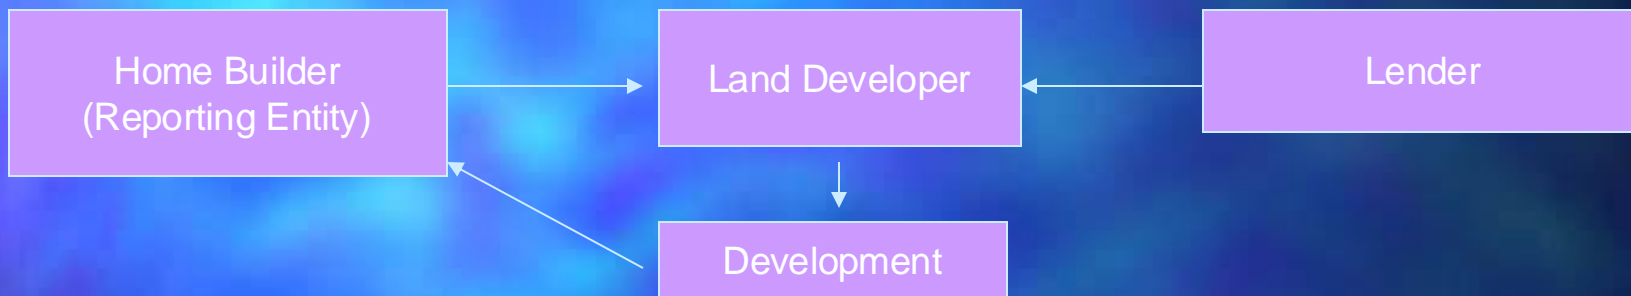 Home Builder
(Reporting Entity)
Land Developer
Lender
Development